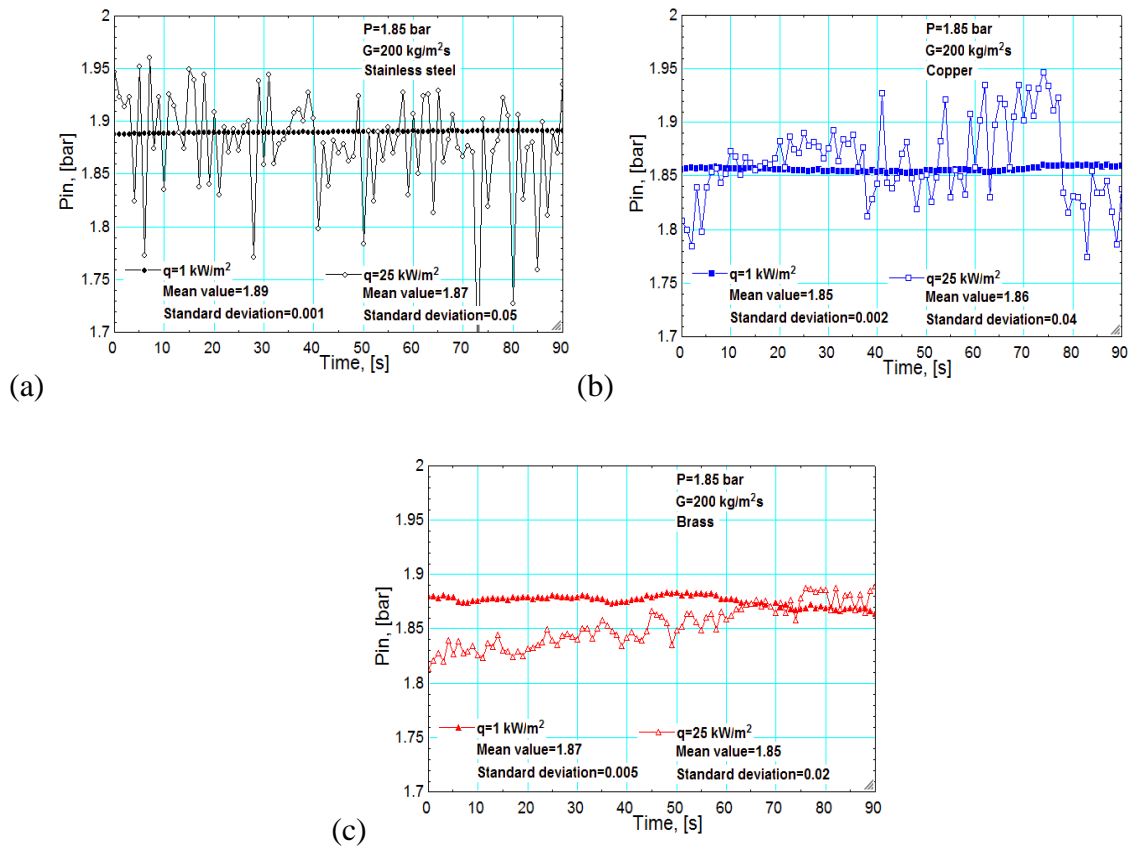 P=1.85 bar
G=200 kg/m²s
Stainless steel
2
1.95
1.9
1.85
1.8
1.75
1.7
Pin, [bar]
q=1 kW/m²
Mean value=1.89
Standard deviation=0.001
q=25 kW/m²
Mean value=1.87
Standard deviation=0.05
0 10 20 30 40 50 60 70 80 90
Time, [s]
(a)
P=1.85 bar
G=200 kg/m²s
Copper
2
1.95
1.9
1.85
1.8
1.75
1.7
Pin, [bar]
q=1 kW/m²
Mean value=1.85
Standard deviation=0.002
q=25 kW/m²
Mean value=1.86
Standard deviation=0.04
0 10 20 30 40 50 60 70 80 90
Time, [s]
(b)
P=1.85 bar
G=200 kg/m²s
Brass
2
1.95
1.9
1.85
1.8
1.75
1.7
Pin, [bar]
q=1 kW/m²
Mean value=1.87
Standard deviation=0.005
q=25 kW/m²
Mean value=1.85
Standard deviation=0.02
0 10 20 30 40 50 60 70 80 90
Time, [s]
(c)